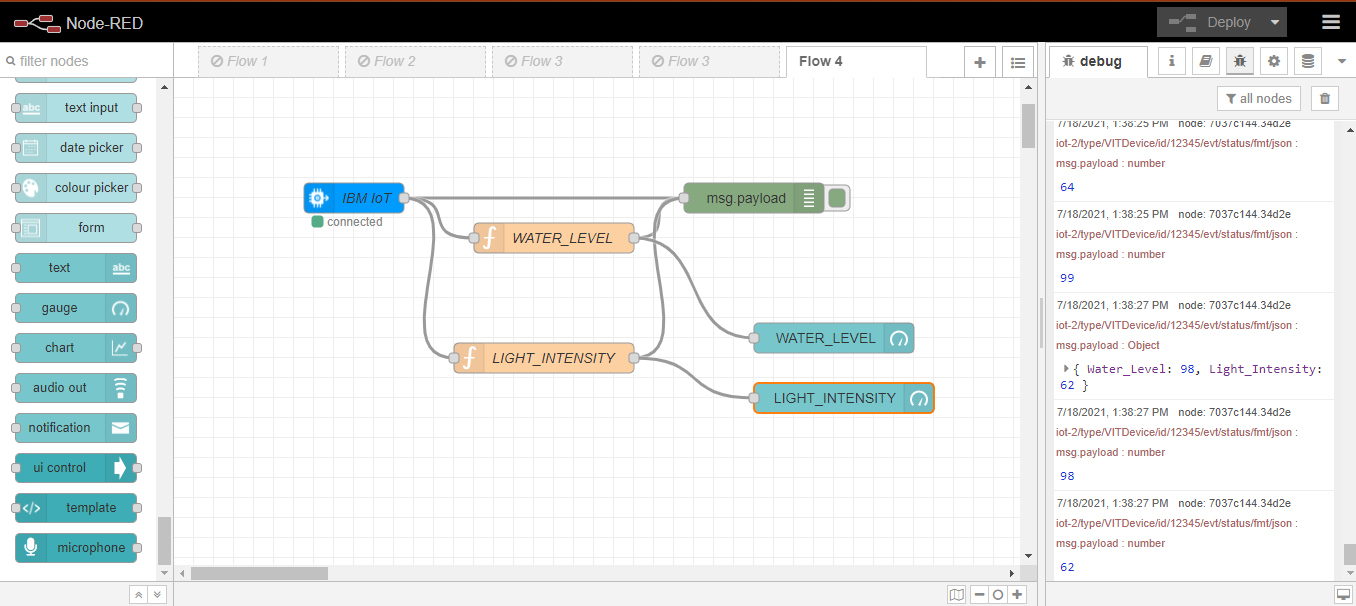 Node-RED
Deploy
filter nodes
Flow 1
Flow 2
Flow 3
Flow 3
Flow 4
debug
all nodes
abc text input
date picker
colour picker
form
text abc
gauge
chart
audio out
notification
ui control
</> template
microphone
IBM IoT
connected
msg.payload
WATER_LEVEL
LIGHT_INTENSITY
WATER_LEVEL
LIGHT_INTENSITY
7/18/2021, 1:38:25 PM node: 7037c144.34d2e
iot-2/type/VITDevice/id/12345/evt/status/fmt/json :
msg.payload : number
64
7/18/2021, 1:38:25 PM node: 7037c144.34d2e
iot-2/type/VITDevice/id/12345/evt/status/fmt/json :
msg.payload : number
99
7/18/2021, 1:38:27 PM node: 7037c144.34d2e
iot-2/type/VITDevice/id/12345/evt/status/fmt/json :
msg.payload : Object
{ Water_Level: 98, Light_Intensity:
62 }
7/18/2021, 1:38:27 PM node: 7037c144.34d2e
iot-2/type/VITDevice/id/12345/evt/status/fmt/json :
msg.payload : number
98
7/18/2021, 1:38:27 PM node: 7037c144.34d2e
iot-2/type/VITDevice/id/12345/evt/status/fmt/json :
msg.payload : number
62